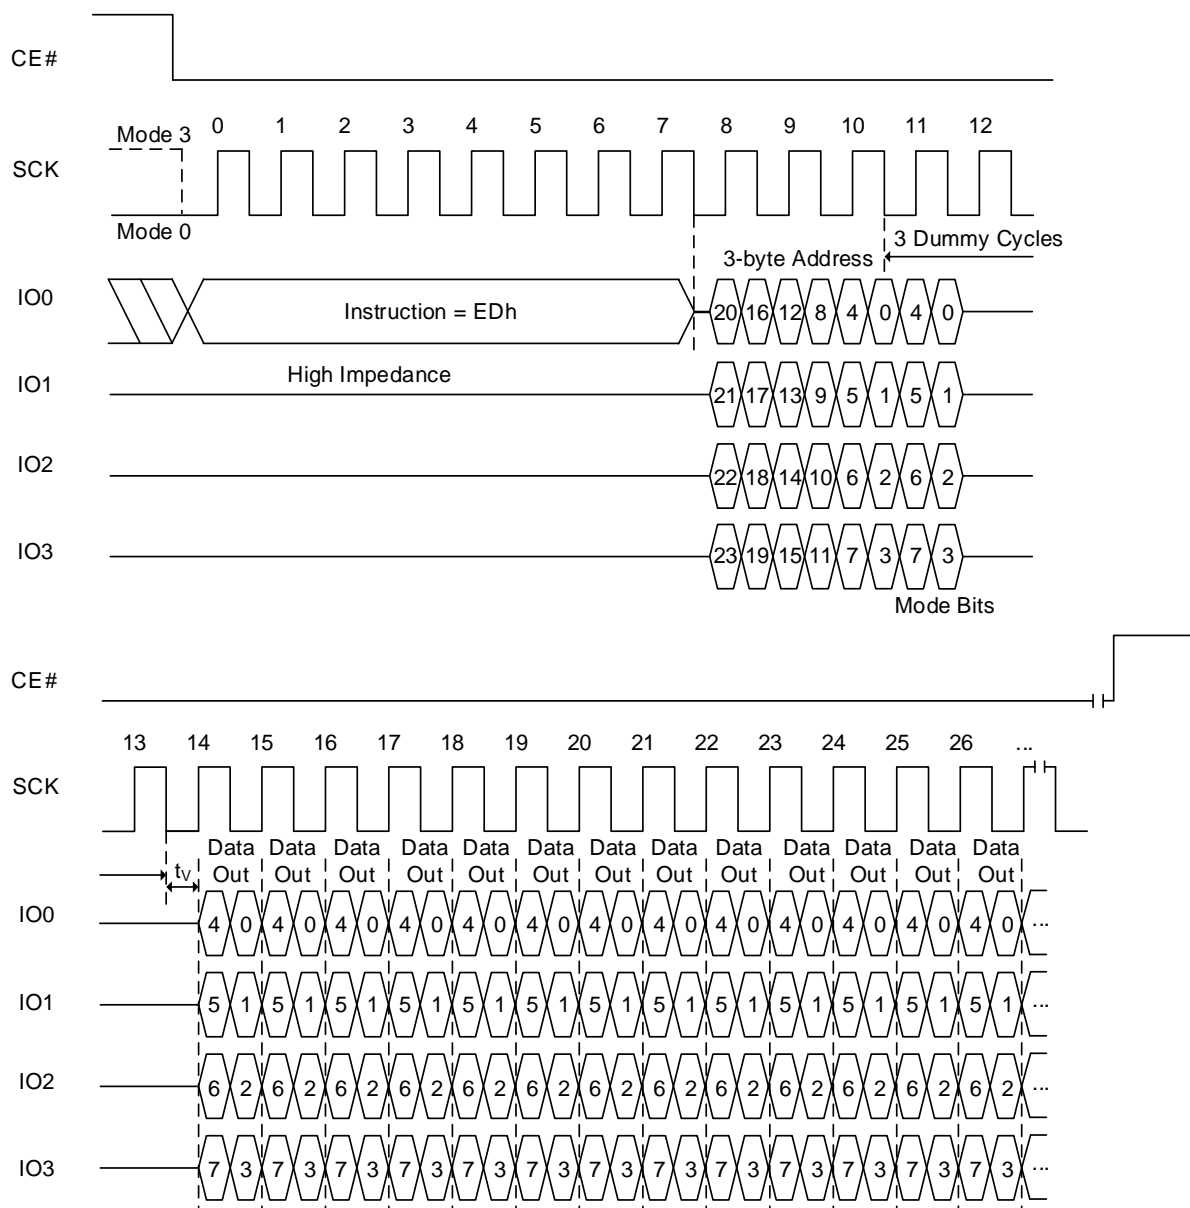 CE#
Mode 3 0 1 2 3 4 5 6 7 8 9 10 11 12
SCK
Mode 0
3-byte Address 3 Dummy Cycles
IO0 Instruction = EDh 20 16 12 8 4 0 4 0
High Impedance
IO1 21 17 13 9 5 1 5 1
IO2 22 18 14 10 6 2 6 2
IO3 23 19 15 11 7 3 7 3
Mode Bits
CE#
13 14 15 16 17 18 19 20 21 22 23 24 25 26 ...
SCK
Data Data Data Data Data Data Data Data Data Data Data Data Data
tV Out Out Out Out Out Out Out Out Out Out Out Out Out
IO0 4 0 4 0 4 0 4 0 4 0 4 0 4 0 4 0 4 0 4 0 4 0 4 0 4 0 ...
IO1 5 1 5 1 5 1 5 1 5 1 5 1 5 1 5 1 5 1 5 1 5 1 5 1 5 1 ...
IO2 6 2 6 2 6 2 6 2 6 2 6 2 6 2 6 2 6 2 6 2 6 2 6 2 6 2 ...
IO3 7 3 7 3 7 3 7 3 7 3 7 3 7 3 7 3 7 3 7 3 7 3 7 3 7 3 ...